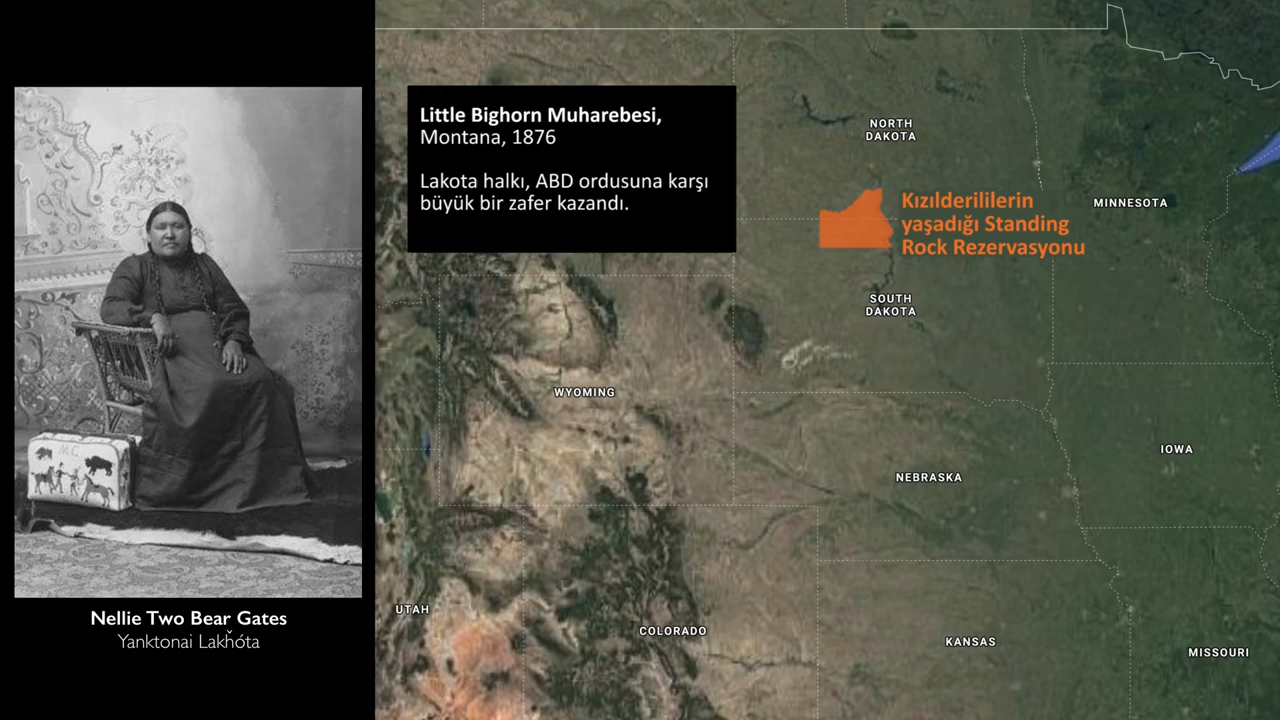 Little Bighorn Muharebesi,
Montana, 1876
Lakota halkı, ABD ordusuna karşı
büyük bir zafer kazandı.
NORTH
DAKOTA
Kızılderililerin
yaşadığı Standing
Rock Rezervasyonu
MINNESOTA
SOUTH
DAKOTA
WYOMING
NEBRASKA
IOWA
UTAH
COLORADO
KANSAS
MISSOURI
M.G.
Nellie Two Bear Gates
Yanktonai Lakȟóta